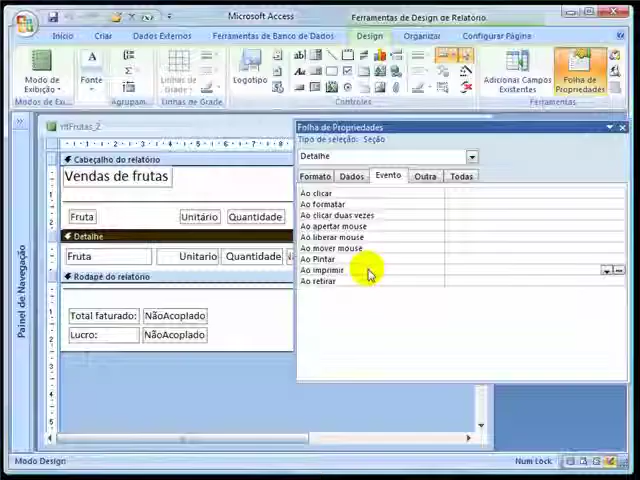 Microsoft Access
Ferramentas de Design de Relatório
Início
Criar
Dados Externos
Ferramentas de Banco de Dados
Design
Organizar
Configurar Página
Modo de
Exibição
Fonte
Agrupam
Linhas de
Grade
Logotipo
Adicionar Campos
Existentes
Folha de
Propriedades
Modos de Exi
Linhas de Grade
Controles
Ferramentas
rltFrutas_2
Cabeçalho do relatório
Vendas de frutas
Fruta
Unitário
Quantidade
Detalhe
Fruta
Unitario
Quantidade
Rodapé do relatório
Total faturado:
NãoAcoplado
Lucro:
NãoAcoplado
Painel de Navegação
Folha de Propriedades
Tipo de seleção: Seção
Detalhe
Formato
Dados
Evento
Outra
Todas
Ao clicar
Ao formatar
Ao clicar duas vezes
Ao apertar mouse
Ao liberar mouse
Ao mover mouse
Ao Pintar
Ao imprimir
Ao retirar
Modo Design
Num Lock